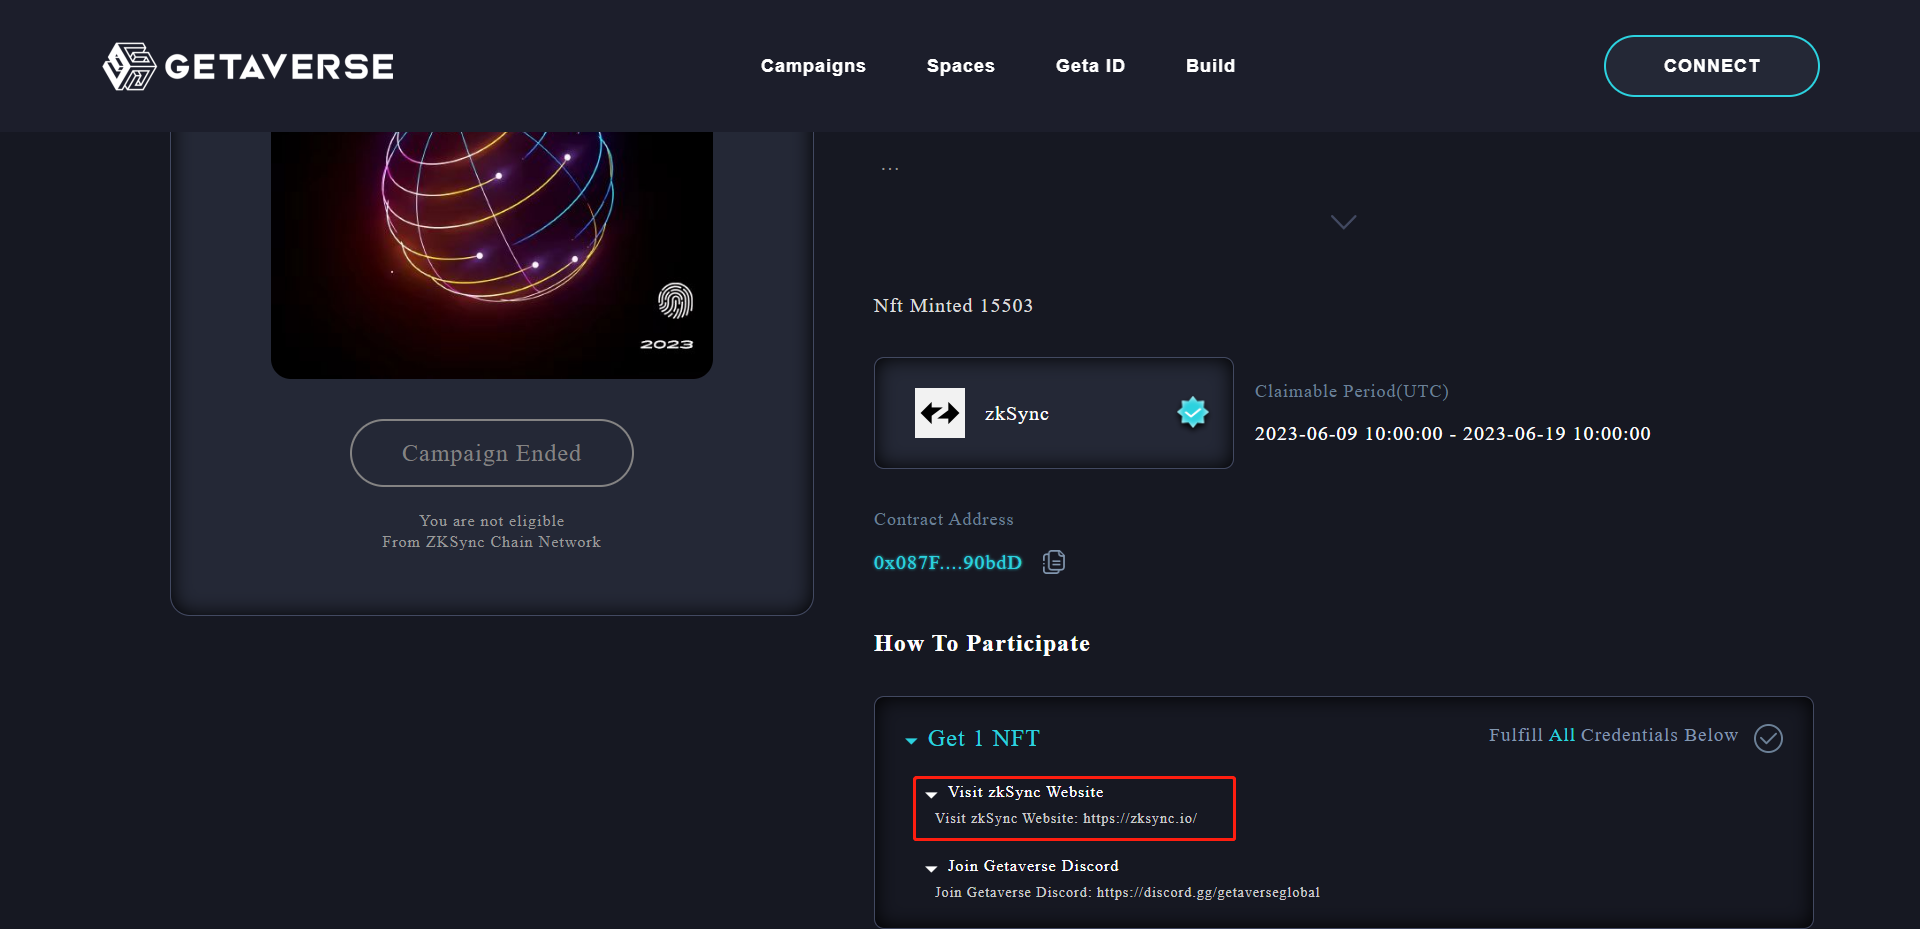 GETAVERSE
Campaigns
Spaces
Geta ID
Build
CONNECT
2023
Campaign Ended
You are not eligible
From ZKSync Chain Network
...
Nft Minted 15503
zkSync
Claimable Period(UTC)
2023-06-09 10:00:00 - 2023-06-19 10:00:00
Contract Address
0x087F....90bdD
How To Participate
Get 1 NFT
Fulfill All Credentials Below
Visit zkSync Website
Visit zkSync Website: https://zksync.io/
Join Getaverse Discord
Join Getaverse Discord: https://discord.gg/getaverseglobal